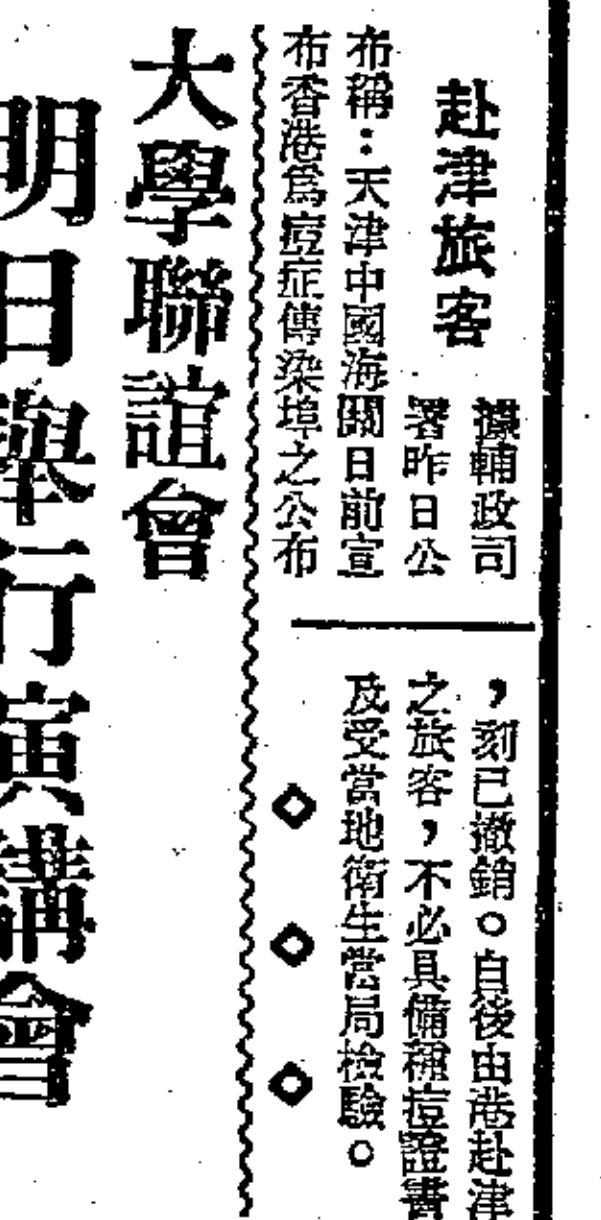 赴津旅客
據輔政司
署昨日公
布稱：天津中國海關日前宣
布香港為痘症傳染埠之公布
，刻已撤銷。自後由港赴津
之旅客，不必具備種痘證書
及受當地衛生當局檢驗。
大學聯誼會
明日舉行演講會